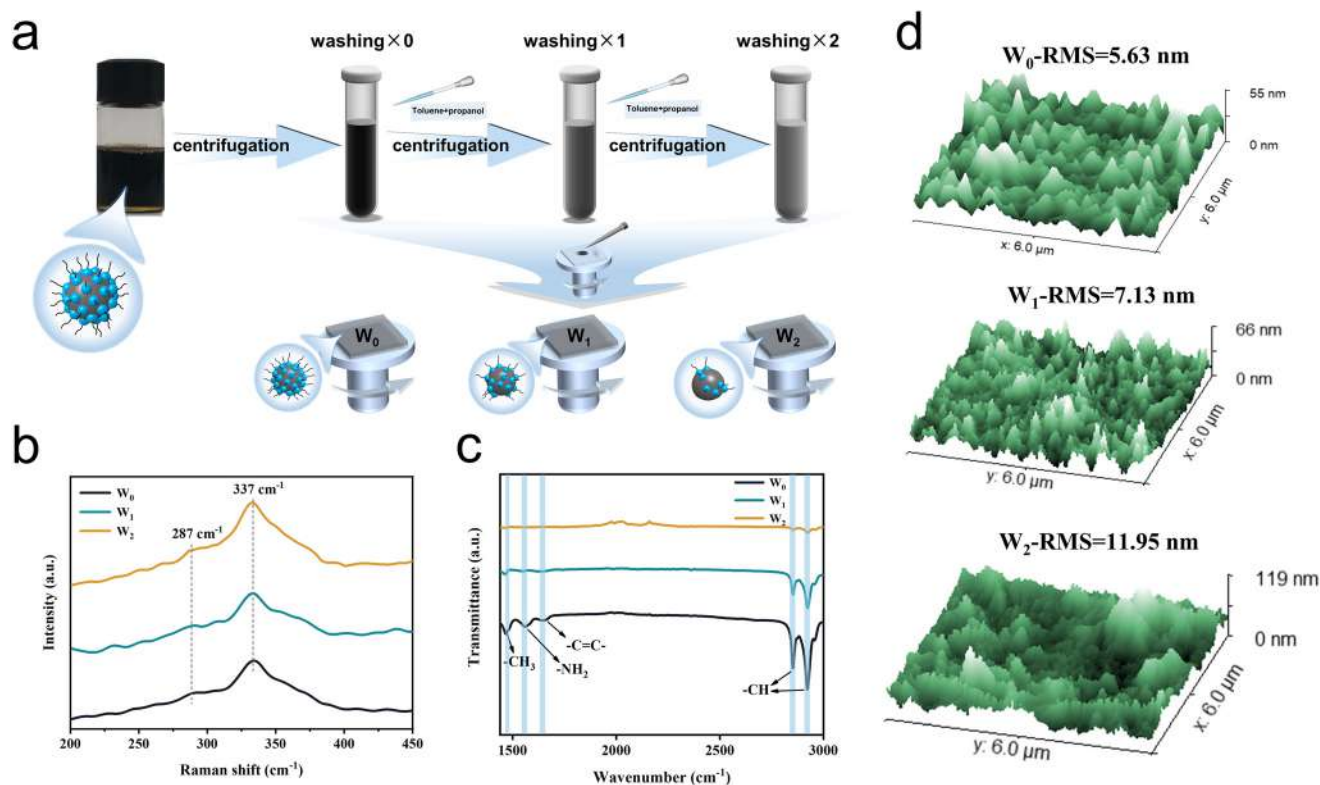 a
washing×0
washing×1
washing×2
Toluene+propanol
Toluene+propanol
centrifugation
centrifugation
centrifugation
W₀
W₁
W₂
b
W₀
W₁
W₂
287 cm⁻¹
337 cm⁻¹
Intensity (a.u.)
200 250 300 350 400 450
Raman shift (cm⁻¹)
c
W₀
W₁
W₂
-CH₃
-NH₂
-C=C-
-CH
Transmittance (a.u.)
1500 2000 2500 3000
Wavenumber (cm⁻¹)
d
W₀-RMS=5.63 nm
55 nm
0 nm
y: 6.0 µm
x: 6.0 µm
W₁-RMS=7.13 nm
66 nm
0 nm
x: 6.0 µm
y: 6.0 µm
W₂-RMS=11.95 nm
119 nm
0 nm
x: 6.0 µm
y: 6.0 µm